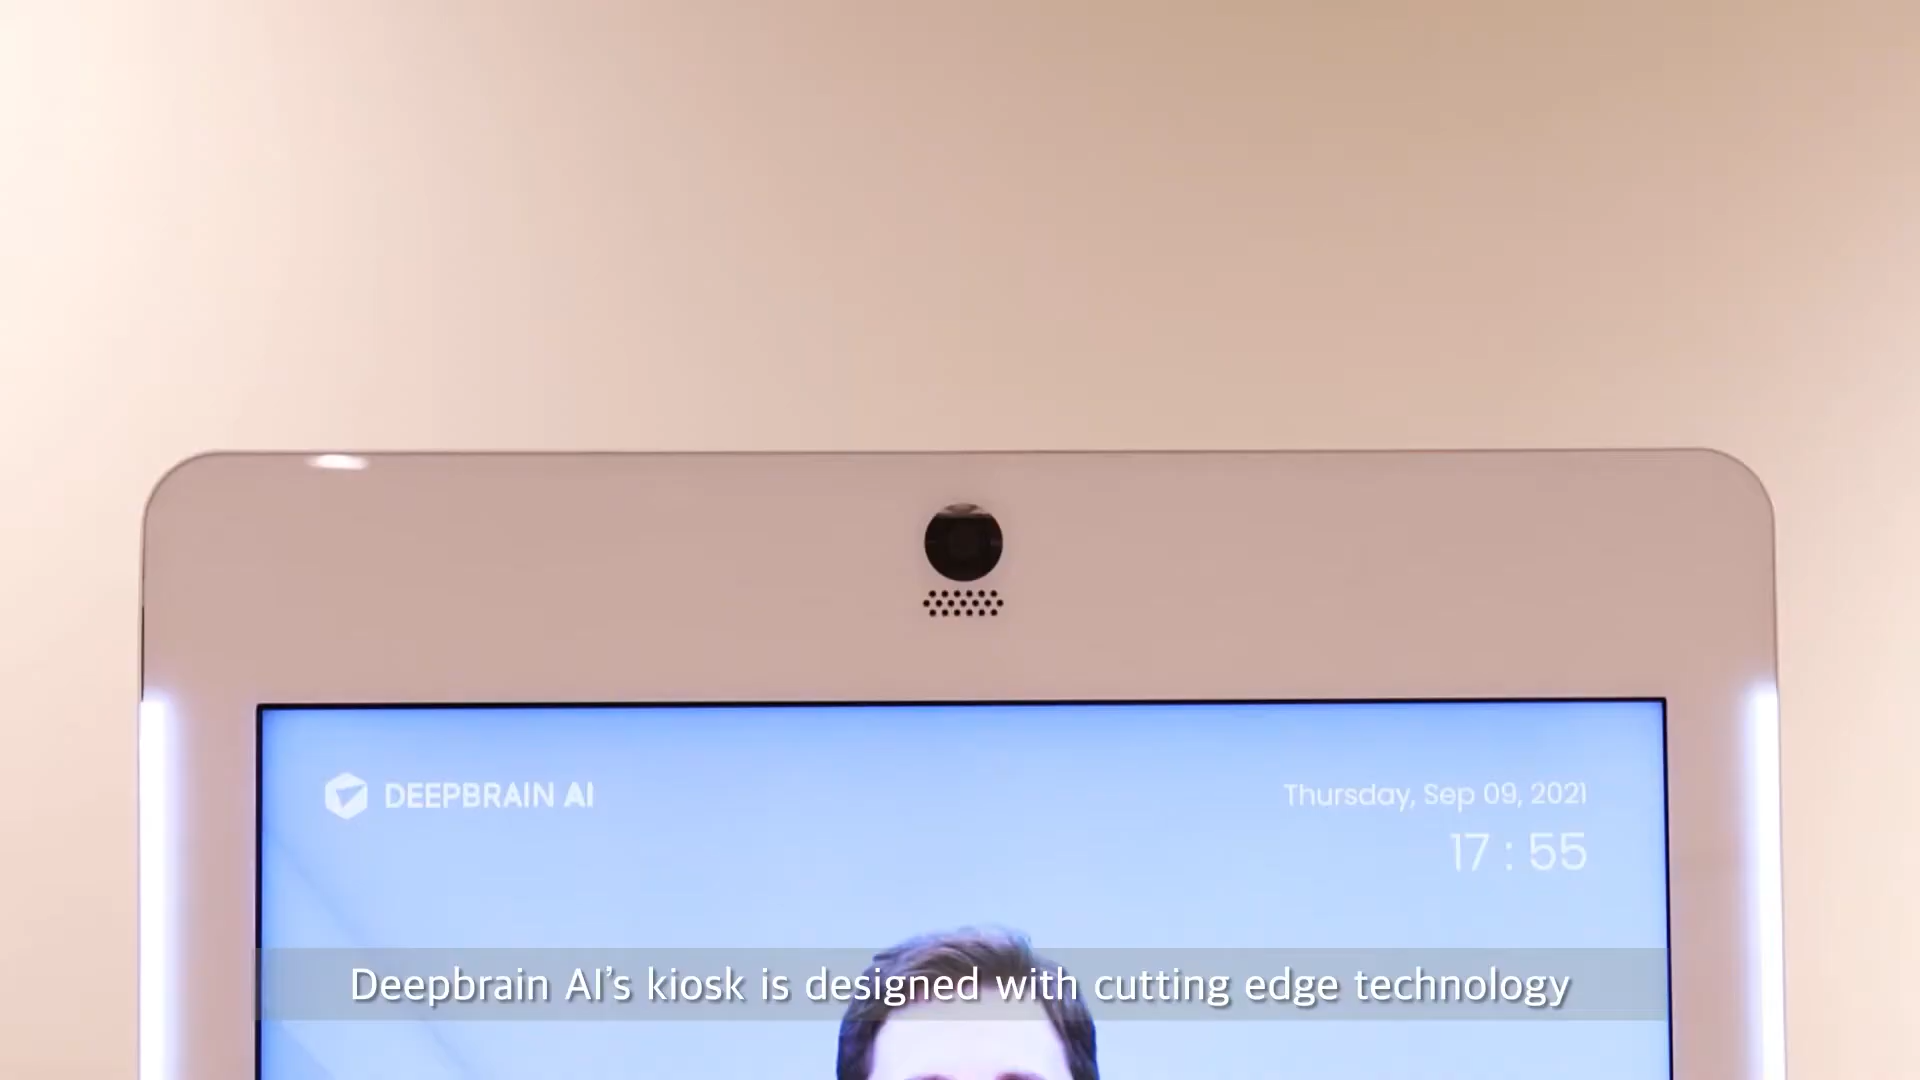 DEEPBRAIN AI
Thursday, Sep 09, 2021
17 : 55
Deepbrain AI’s kiosk is designed with cutting edge technology